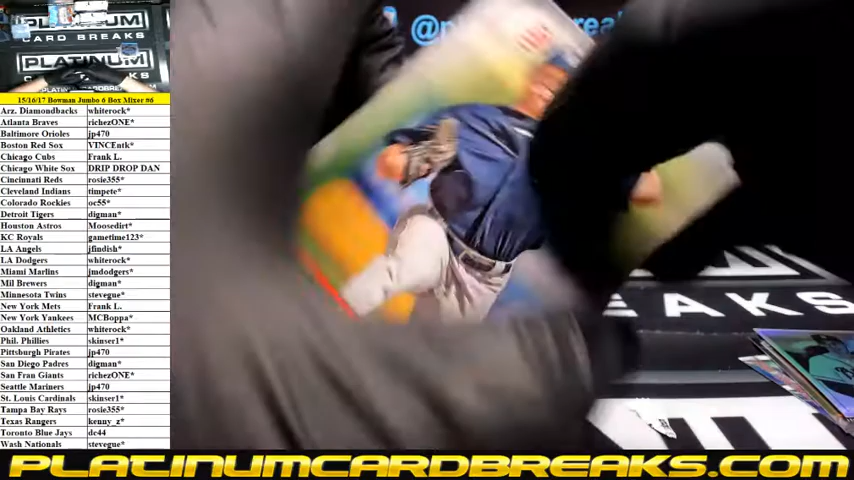 PLATINUM
CARD BREAKS
PLATINUM
15/16/17 Bowman Jumbo 6 Box Mixer #6
Arz. Diamondbacks whiterock*
Atlanta Braves richezONE*
Baltimore Orioles jp470
Boston Red Sox VINCEntk*
Chicago Cubs Frank L.
Chicago White Sox DRIP DROP DAN
Cincinnati Reds rosie355*
Cleveland Indians timpete*
Colorado Rockies oc55*
Detroit Tigers digman*
Houston Astros Moosedirt*
KC Royals gametime123*
LA Angels jfindish*
LA Dodgers whiterock*
Miami Marlins jmdodgers*
Mil Brewers digman*
Minnesota Twins stevegue*
New York Mets Frank L.
New York Yankees MCBoppa*
Oakland Athletics whiterock*
Phil. Phillies skinser1*
Pittsburgh Pirates jp470
San Diego Padres digman*
San Fran Giants richezONE*
Seattle Mariners jp470
St. Louis Cardinals skinser1*
Tampa Bay Rays rosie355*
Texas Rangers kenny_z*
Toronto Blue Jays dc44
Wash Nationals stevegue*
EAKS
PLATINUMCARDBREAKS.COM